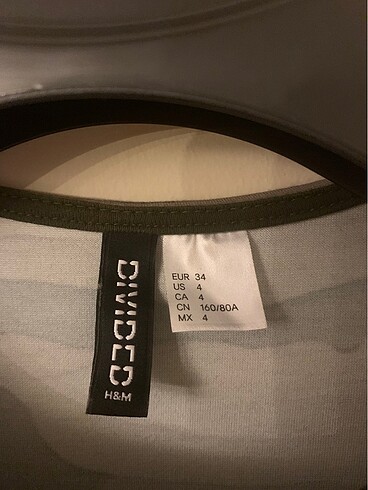 DIVIDED
H&M
EUR 34
US 4
CA 4
CN 160/80A
MX 4